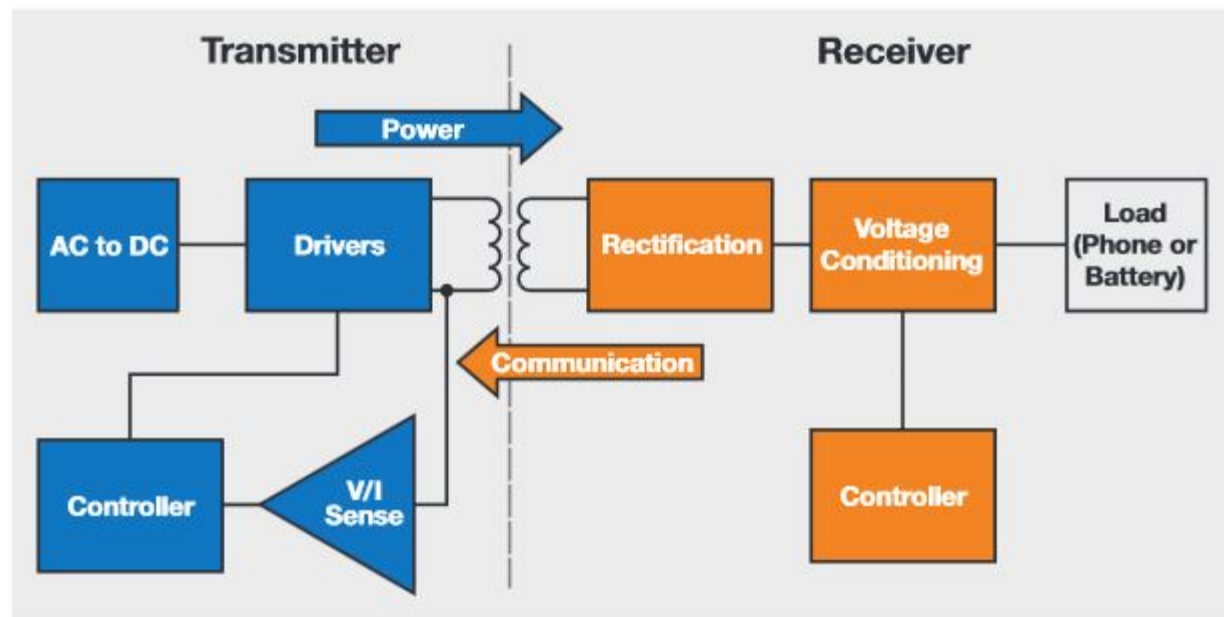 Transmitter
Receiver
Power
AC to DC
Drivers
Rectification
Voltage
Conditioning
Load
(Phone or
Battery)
Communication
Controller
V/I
Sense
Controller